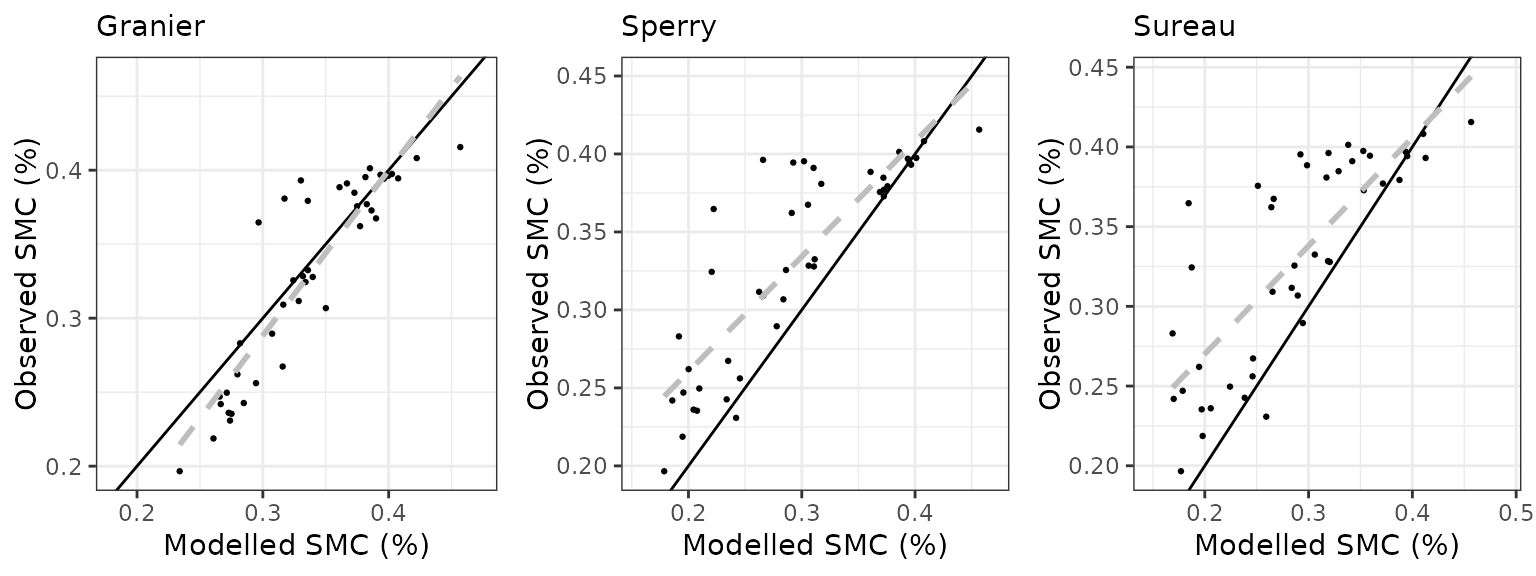 Granier
Observed SMC (%)
0.4
0.3
0.2
0.2 0.3 0.4
Modelled SMC (%)
Sperry
Observed SMC (%)
0.45
0.40
0.35
0.30
0.25
0.20
0.2 0.3 0.4
Modelled SMC (%)
Sureau
Observed SMC (%)
0.45
0.40
0.35
0.30
0.25
0.20
0.2 0.3 0.4 0.5
Modelled SMC (%)